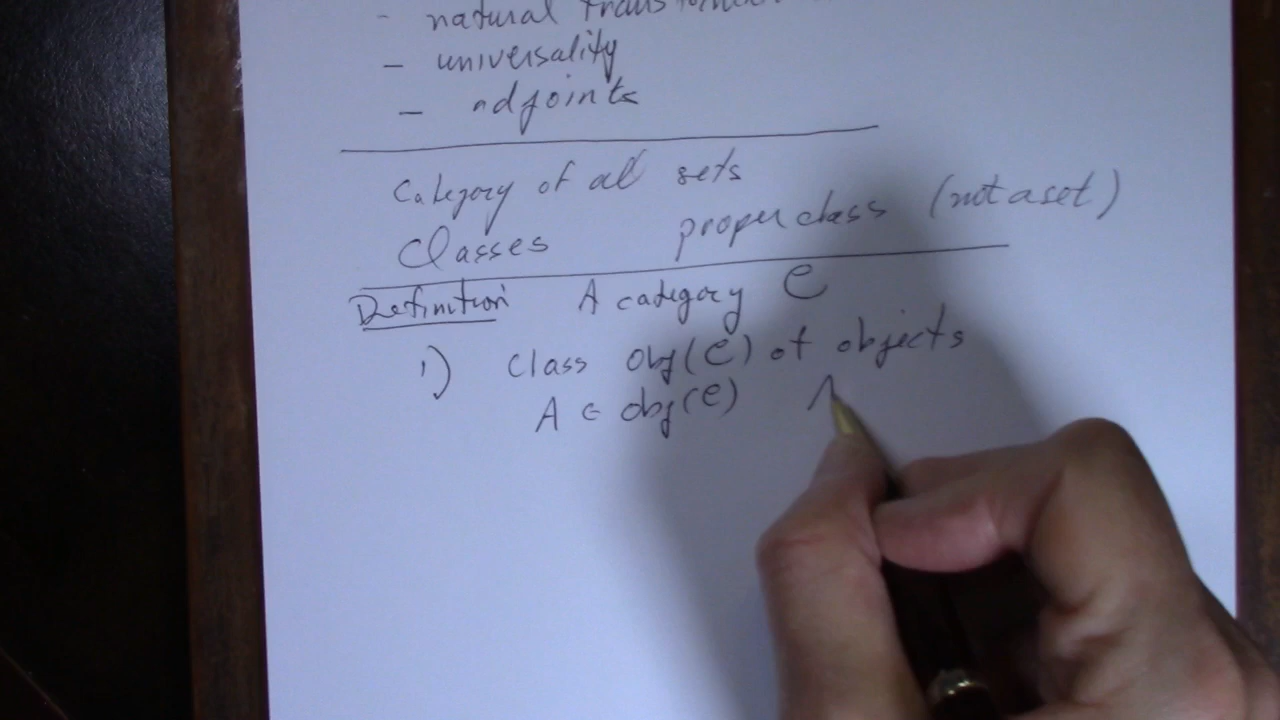 - natural
- universality
- adjoints
Category of all sets
Classes proper class (not a set)
Definition A category C
1) Class obj(C) of objects
A ∈ obj(C) A